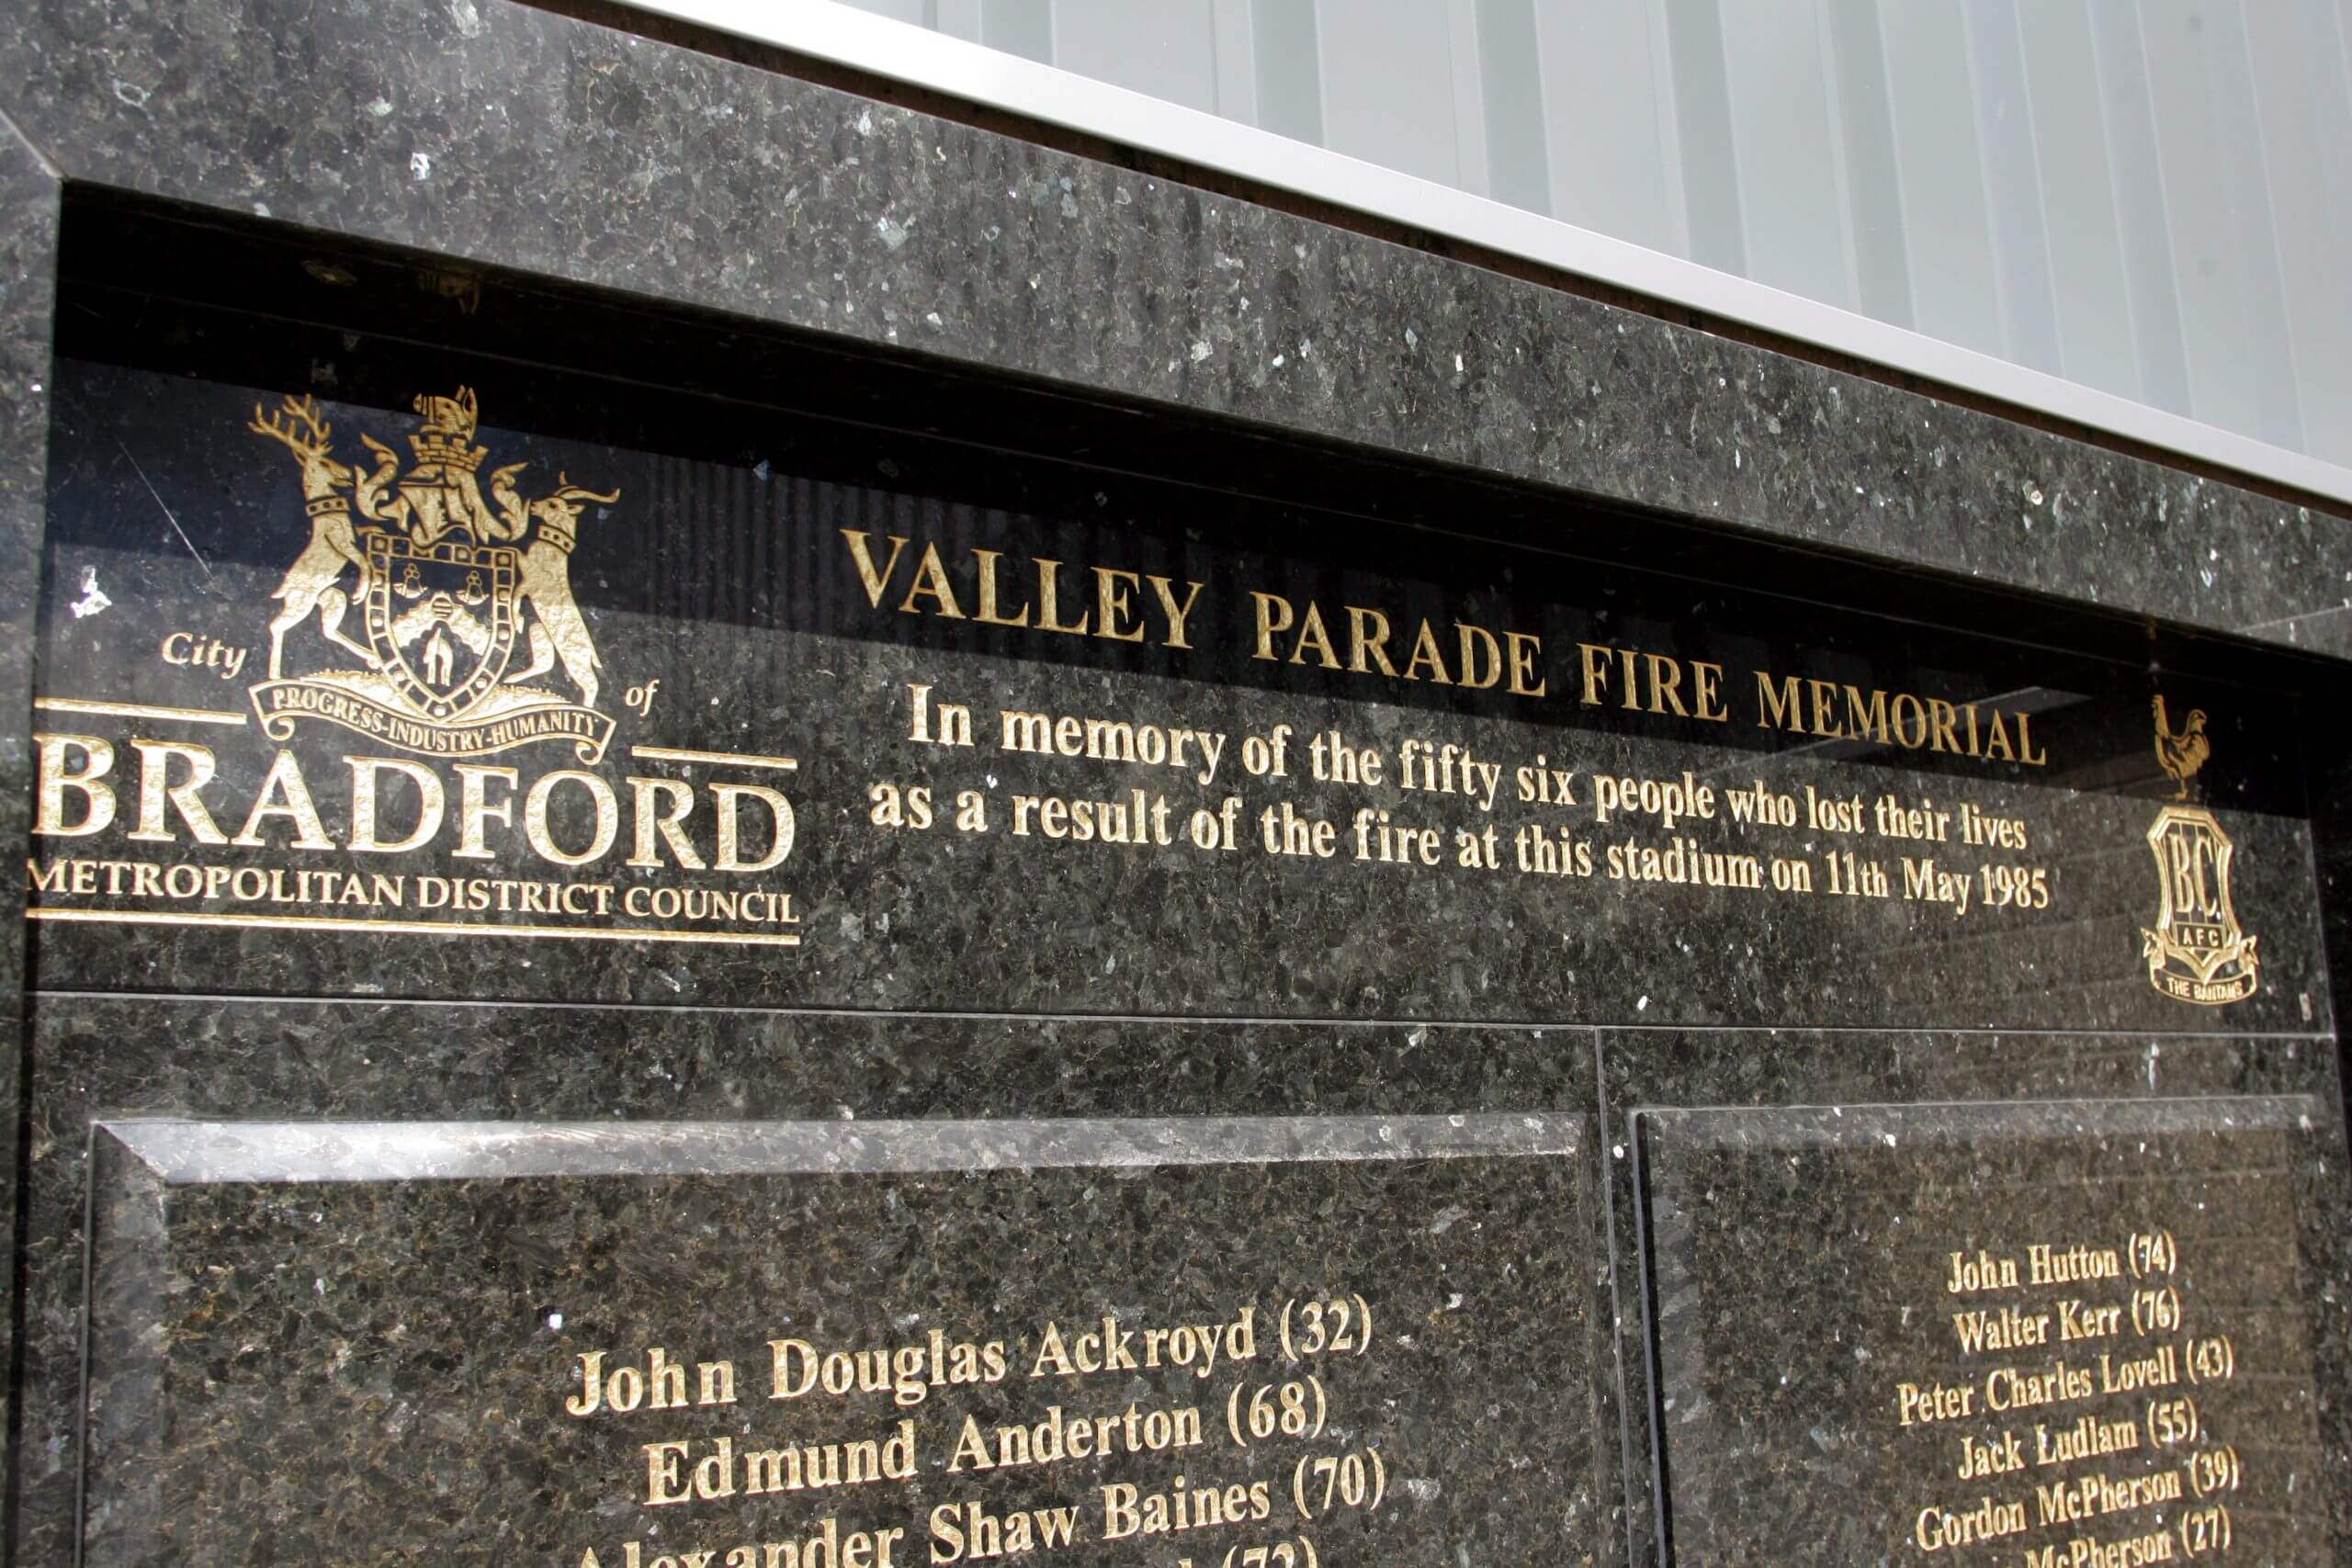 City of
PROGRESS-INDUSTRY-HUMANITY
BRADFORD
METROPOLITAN DISTRICT COUNCIL
VALLEY PARADE FIRE MEMORIAL
In memory of the fifty six people who lost their lives
as a result of the fire at this stadium on 11th May 1985
BC
AFC
THE BANTAMS
John Douglas Ackroyd (32)
Edmund Anderton (68)
Alexander Shaw Baines (70)
(72)
John Hutton (74)
Walter Kerr (76)
Peter Charles Lovell (43)
Jack Ludlam (55)
Gordon McPherson (39)
McPherson (27)